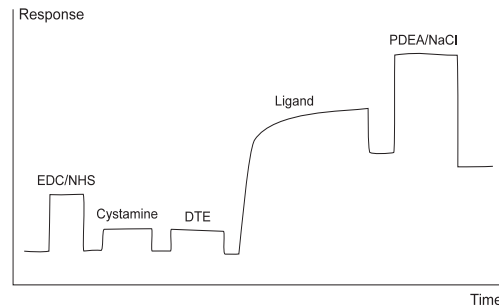 Response
PDEA/NaCl
Ligand
EDC/NHS
Cystamine
DTE
Time